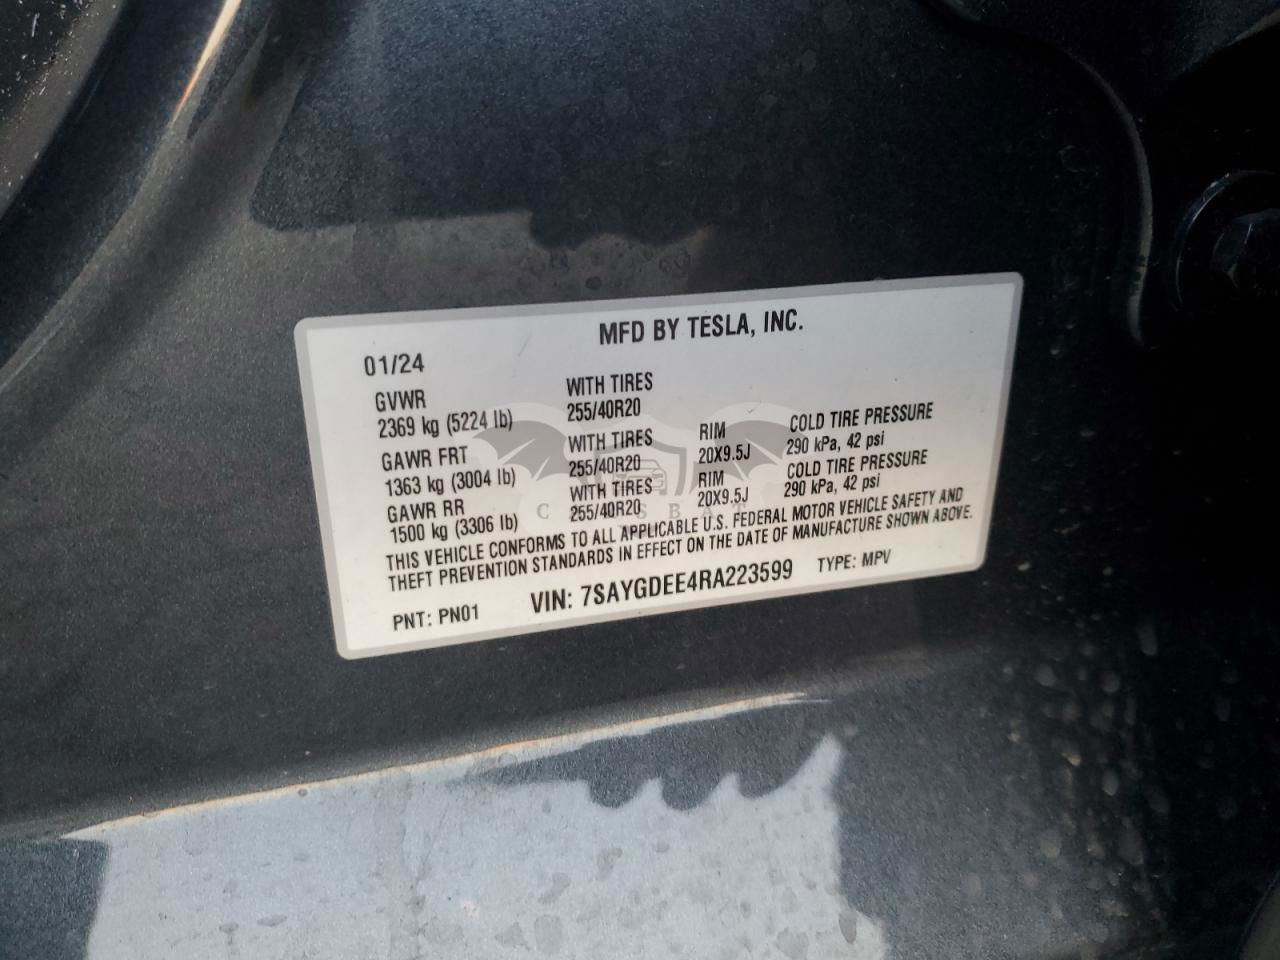 MFD BY TESLA, INC.
01/24
GVWR WITH TIRES
2369 kg (5224 lb) 255/40R20
GAWR FRT WITH TIRES RIM COLD TIRE PRESSURE
1363 kg (3004 lb) 255/40R20 20X9.5J 290 kPa, 42 psi
GAWR RR WITH TIRES RIM COLD TIRE PRESSURE
1500 kg (3306 lb) 255/40R20 20X9.5J 290 kPa, 42 psi
THIS VEHICLE CONFORMS TO ALL APPLICABLE U.S. FEDERAL MOTOR VEHICLE SAFETY AND
THEFT PREVENTION STANDARDS IN EFFECT ON THE DATE OF MANUFACTURE SHOWN ABOVE.
PNT: PN01 VIN: 7SAYGDEE4RA223599 TYPE: MPV